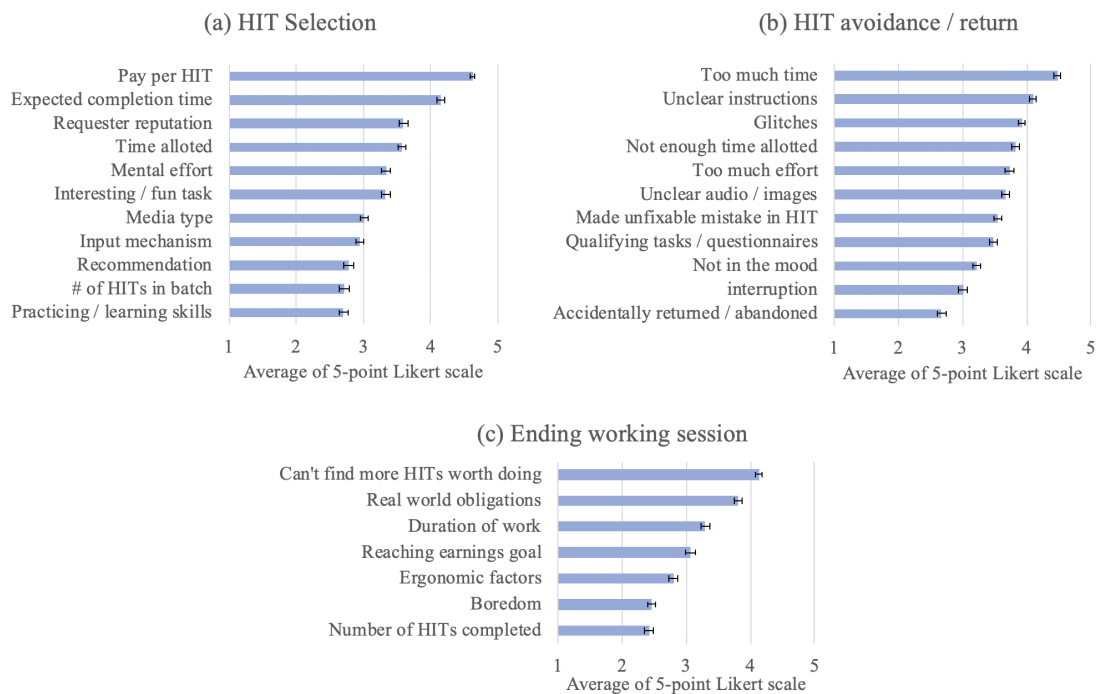 (a) HIT Selection
Pay per HIT
Expected completion time
Requester reputation
Time alloted
Mental effort
Interesting / fun task
Media type
Input mechanism
Recommendation
# of HITs in batch
Practicing / learning skills
1 2 3 4 5
Average of 5-point Likert scale
(b) HIT avoidance / return
Too much time
Unclear instructions
Glitches
Not enough time allotted
Too much effort
Unclear audio / images
Made unfixable mistake in HIT
Qualifying tasks / questionnaires
Not in the mood
interruption
Accidentally returned / abandoned
1 2 3 4 5
Average of 5-point Likert scale
(c) Ending working session
Can't find more HITs worth doing
Real world obligations
Duration of work
Reaching earnings goal
Ergonomic factors
Boredom
Number of HITs completed
1 2 3 4 5
Average of 5-point Likert scale